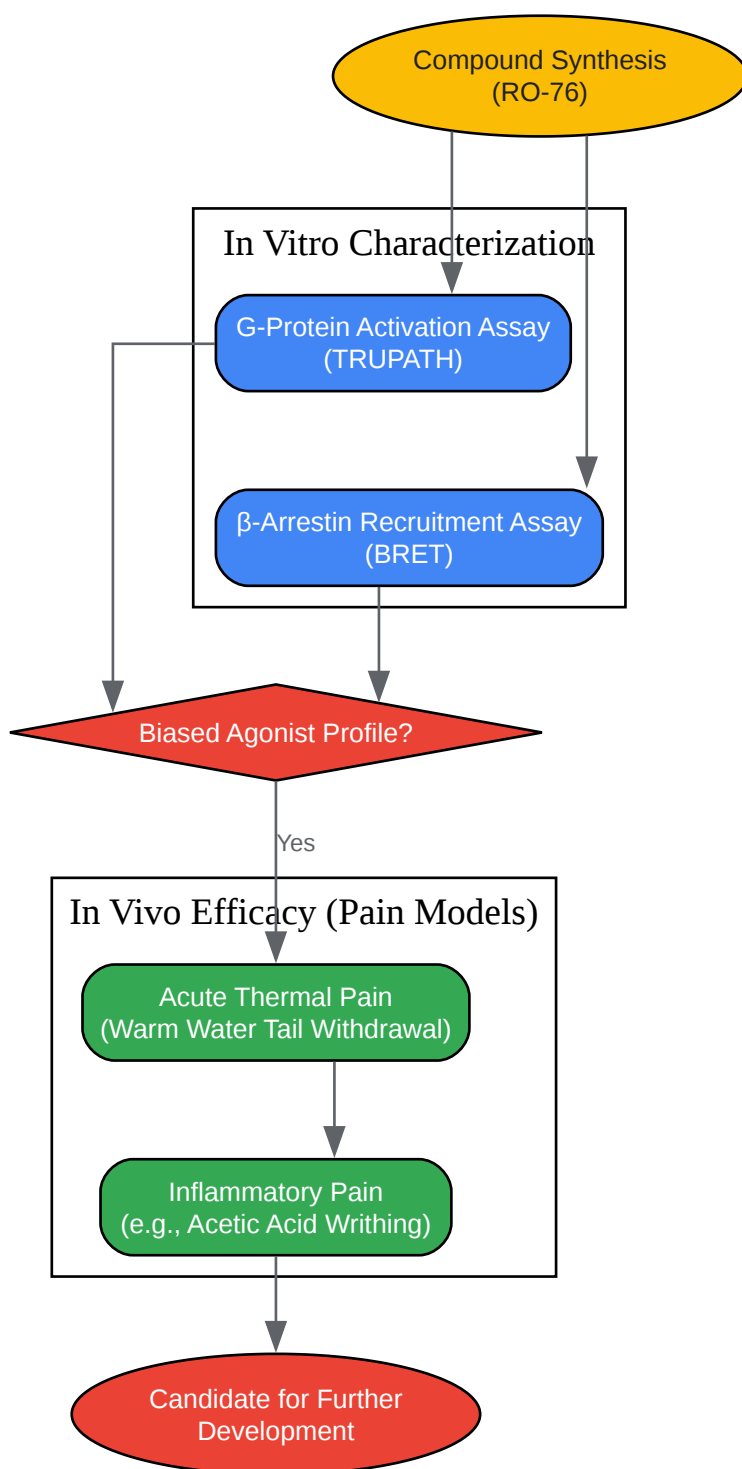 Compound Synthesis
(RO-76)
In Vitro Characterization
G-Protein Activation Assay
(TRUPATH)
β-Arrestin Recruitment Assay
(BRET)
Biased Agonist Profile?
Yes
In Vivo Efficacy (Pain Models)
Acute Thermal Pain
(Warm Water Tail Withdrawal)
Inflammatory Pain
(e.g., Acetic Acid Writhing)
Candidate for Further
Development